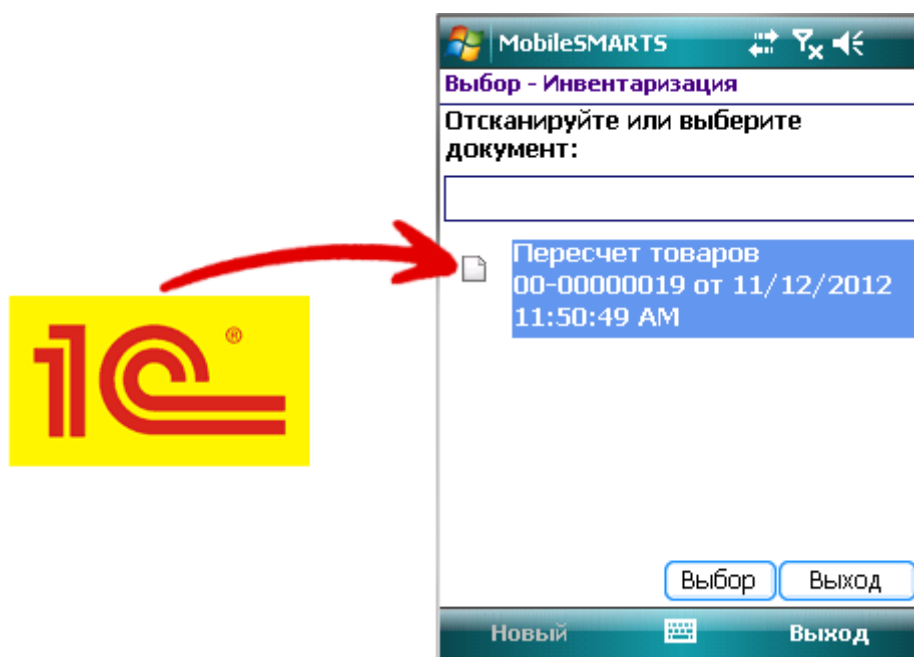 MobileSMARTS
Выбор - Инвентаризация
Отсканируйте или выберите
документ:
Пересчет товаров
00-00000019 от 11/12/2012
11:50:49 AM
1С®
Выбор Выход
Новый Выход